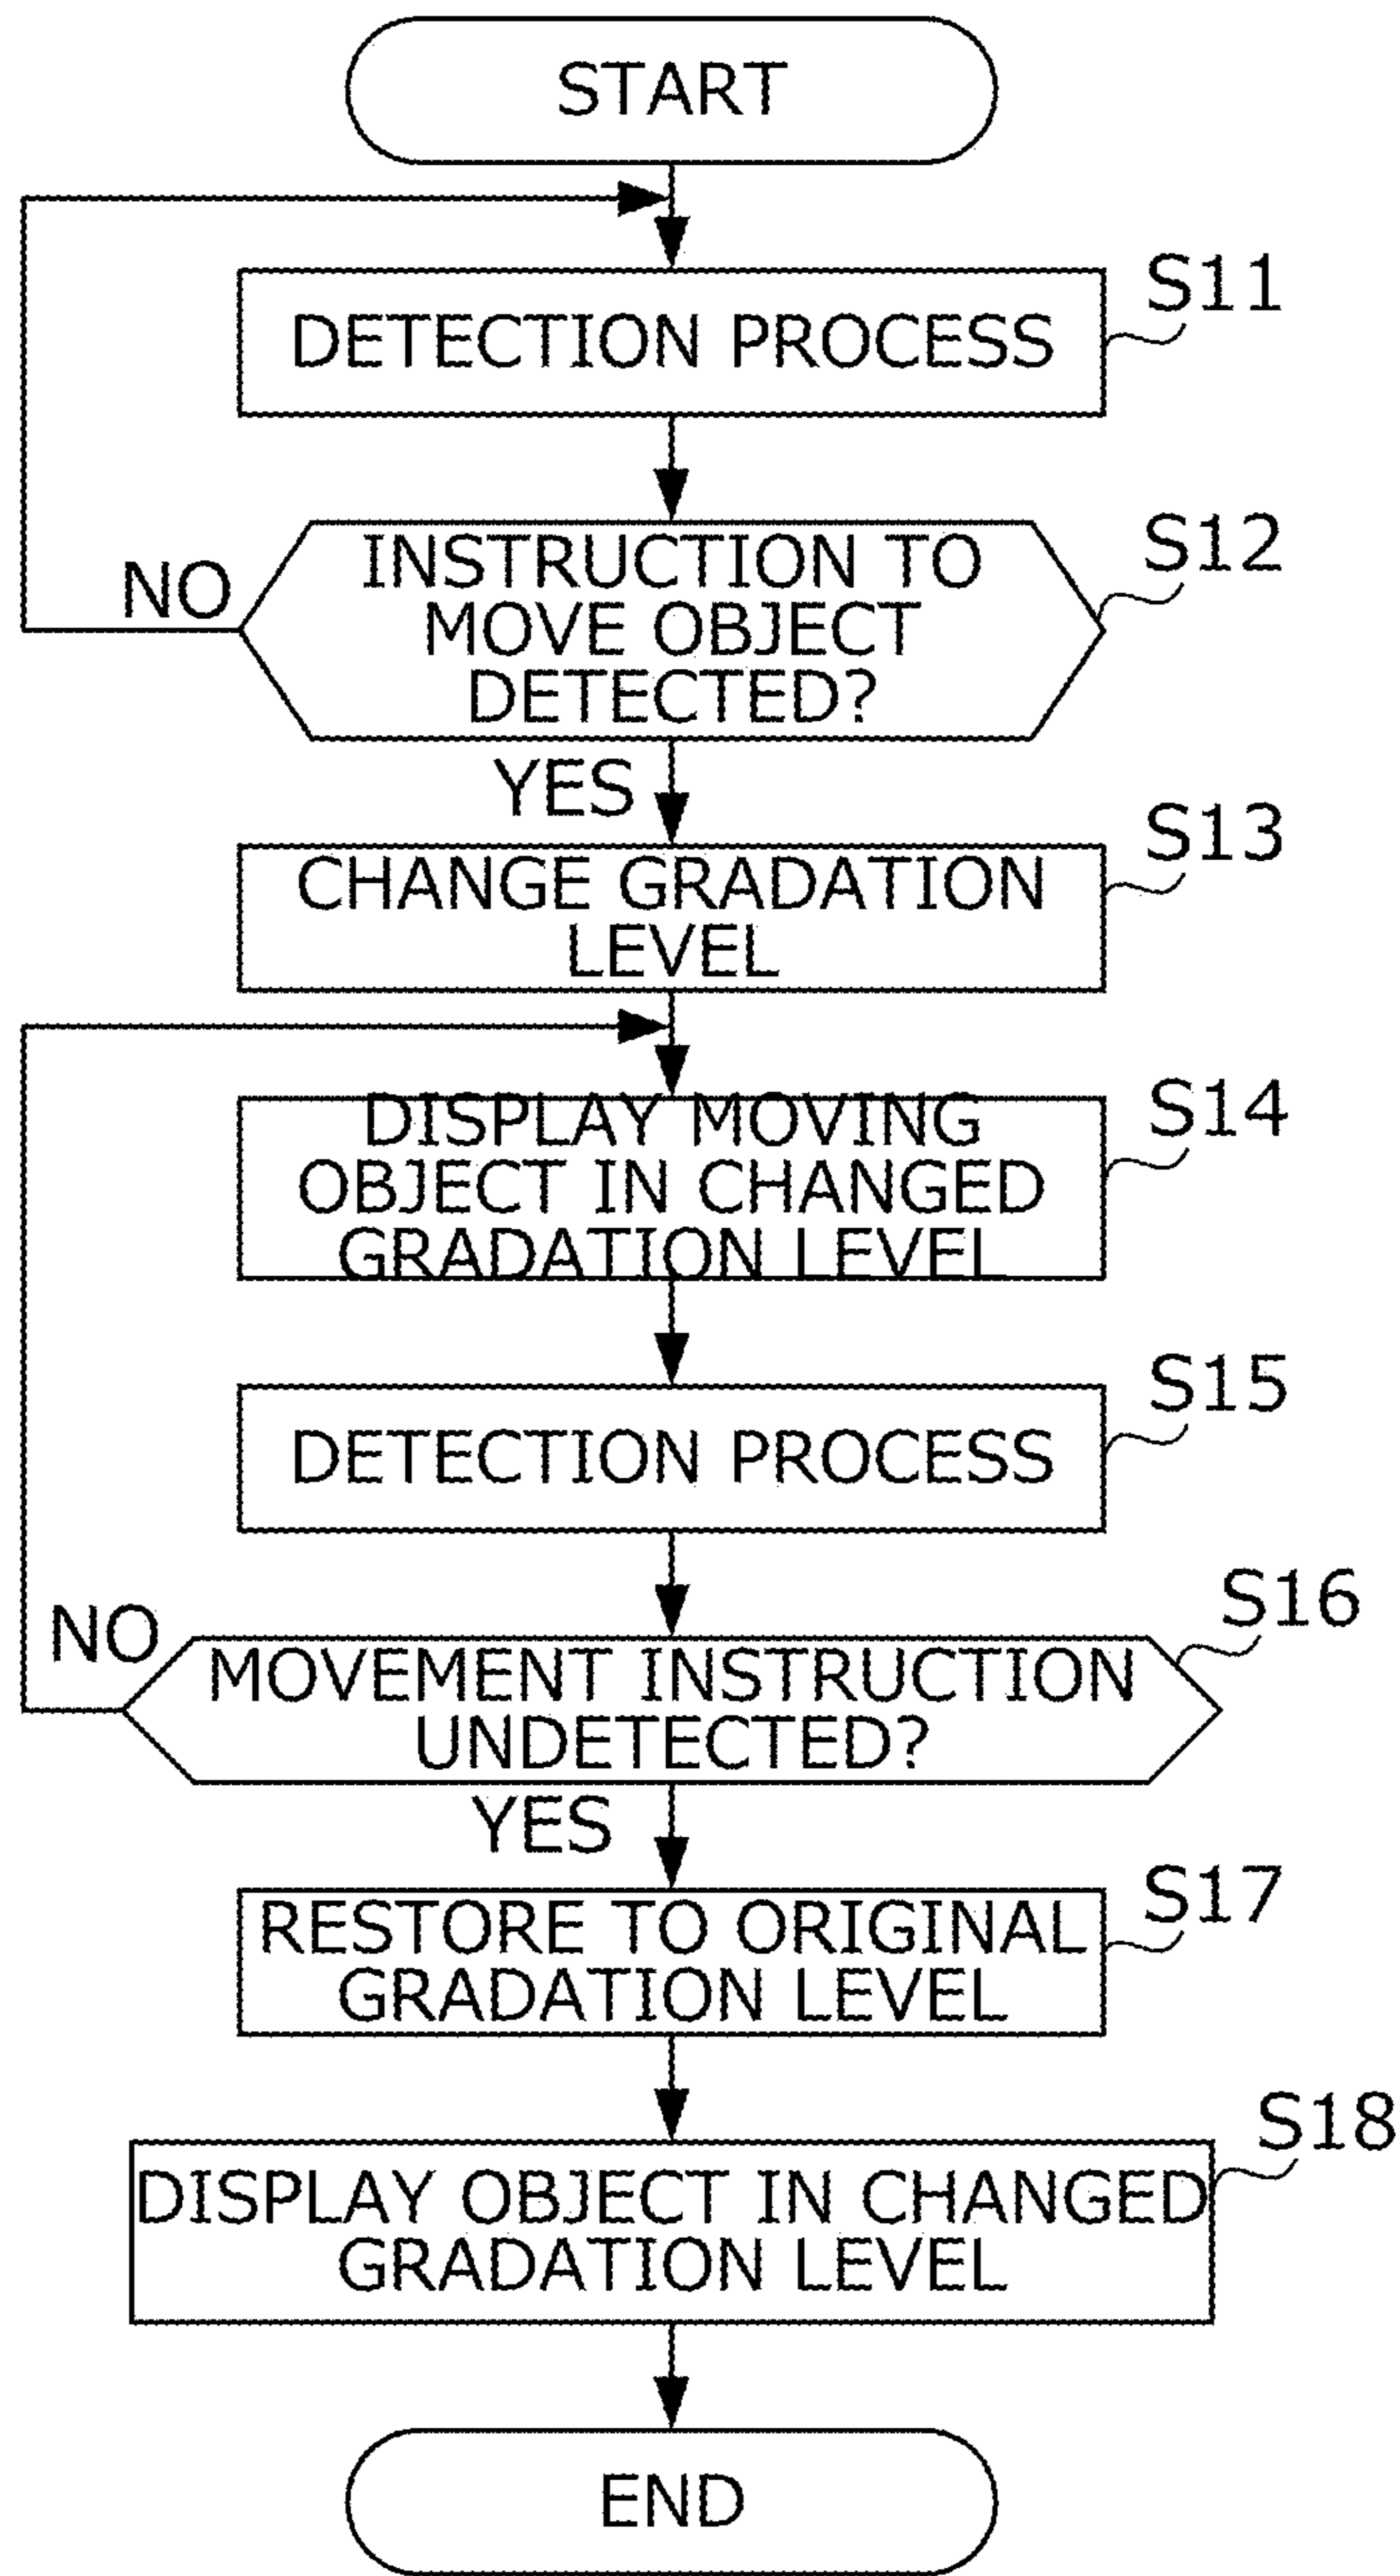 START
DETECTION PROCESS
S11
INSTRUCTION TO
MOVE OBJECT
DETECTED?
S12
NO
YES
CHANGE GRADATION
LEVEL
S13
DISPLAY MOVING
OBJECT IN CHANGED
GRADATION LEVEL
S14
DETECTION PROCESS
S15
MOVEMENT INSTRUCTION
UNDETECTED?
S16
NO
YES
RESTORE TO ORIGINAL
GRADATION LEVEL
S17
DISPLAY OBJECT IN CHANGED
GRADATION LEVEL
S18
END